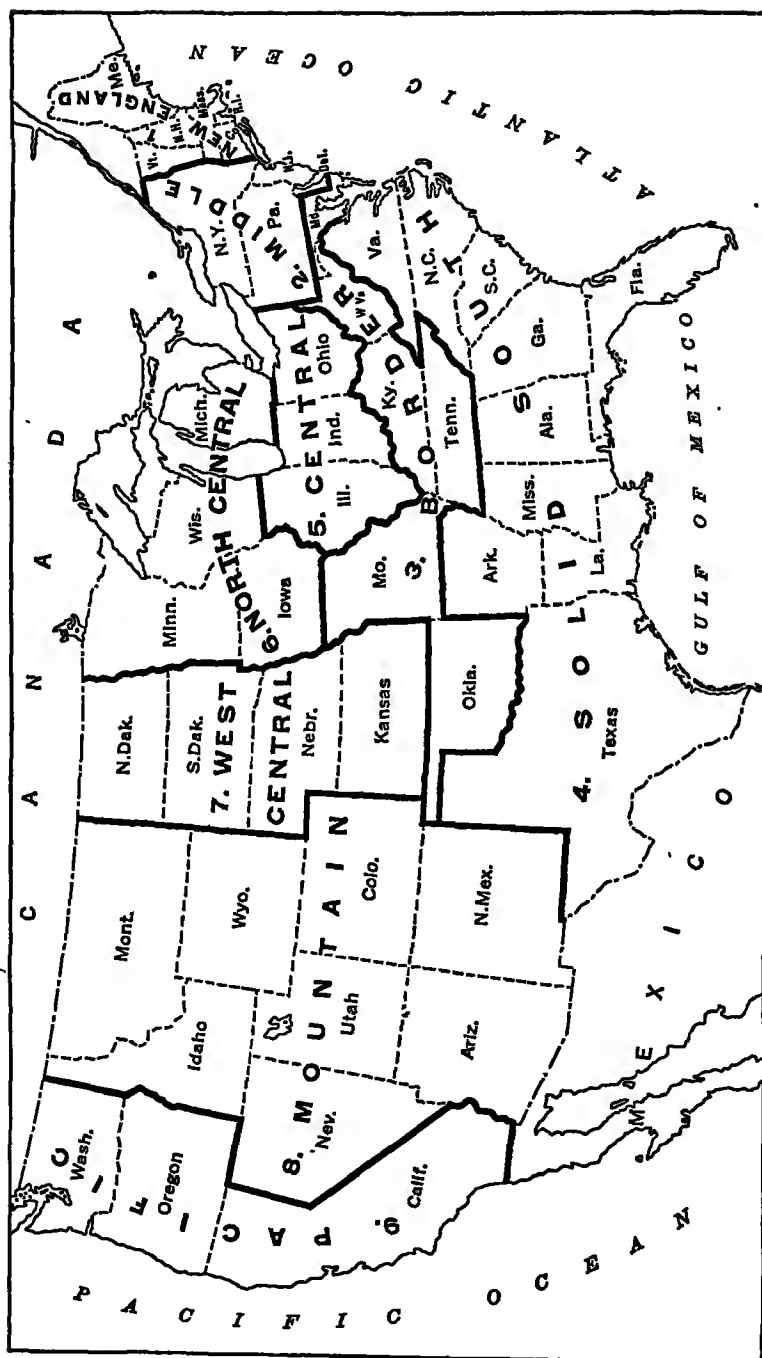 CANADA
PACIFIC OCEAN
ATLANTIC OCEAN
GULF OF MEXICO
MEXICO
NEW ENGLAND
Me.
Vt.
N.H.
Mass.
R.I.
C.
2. MIDDLE
N.Y.
Pa.
N.J.
Del.
3. BORDER
Md.
W.Va.
Ky.
Tenn.
Mo.
Okla.
4. SOLID SOUTH
Va.
N.C.
S.C.
Ga.
Fla.
Ala.
Miss.
La.
Ark.
Texas
5. CENTRAL
Ohio
Ind.
Ill.
6. NORTH CENTRAL
Mich.
Wis.
Minn.
Iowa
7. WEST
CENTRAL
N.Dak.
S.Dak.
Nebr.
Kansas
8. MOUNTAIN
Mont.
Idaho
Wyo.
Nev.
Utah
Colo.
Ariz.
N.Mex.
9. PACIFIC
Wash.
Oregon
Calif.